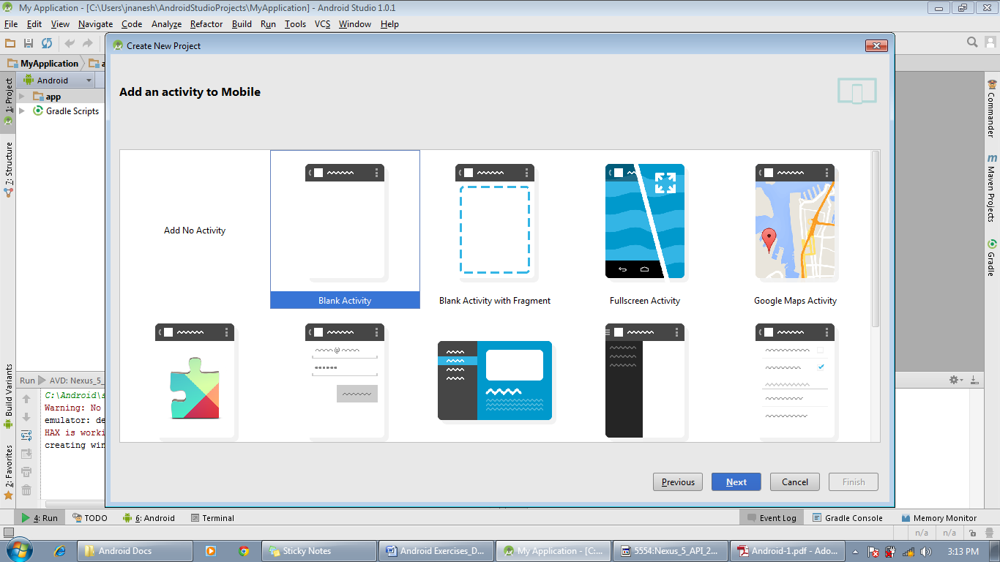 My Application - [C:\Users\jnanesh\AndroidStudioProjects\MyApplication] - Android Studio 1.0.1
File Edit View Navigate Code Analyze Refactor Build Run Tools VCS Window Help
MyApplication
Create New Project
Add an activity to Mobile
Android
app
Gradle Scripts
1: Project
7: Structure
Build Variants
2: Favorites
Commander
Maven Projects
Gradle
Add No Activity
Blank Activity
Blank Activity with Fragment
Fullscreen Activity
Google Maps Activity
Run AVD: Nexus_5_
C:\Android\s
Warning: No
emulator: de
HAX is worki
creating win
Previous Next Cancel Finish
4: Run TODO 6: Android Terminal Event Log Gradle Console Memory Monitor
n/a n/a
Android Docs Sticky Notes Android Exercises_D... My Application - [C:... 5554:Nexus_5_API_2... Android-1.pdf - Ado... 3:13 PM